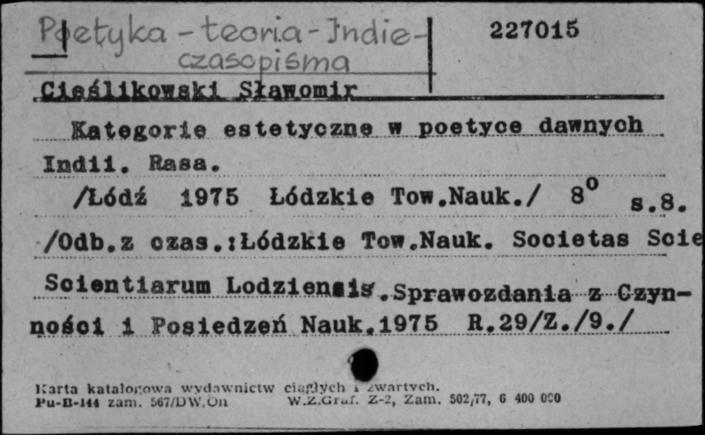 Poetyka - teoria - Indie -
czasopisma
227015
Cieślikowski Sławomir
Kategorie estetyczne w poetyce dawnych
Indii. Rasa.
/Łódź 1975 Łódzkie Tow.Nauk./ 8° s.8.
/Odb.z czas.:Łódzkie Tow.Nauk. Societas Scie
Scientiarum Lodziensis.Sprawozdania z Czyn-
ności i Posiedzeń Nauk.1975 R.29/Z./9./
Karta katalogowa wydawnictw ciągłych i zwartych.
Pu-B-144 zam. 567/DW.On W.Z.Graf. Z-2, Zam. 502/77, 6 400 000